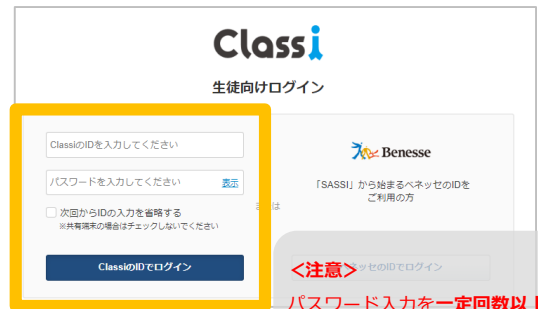 Classi
生徒向けログイン
ClassiのIDを入力してください
パスワードを入力してください 表示
次回からIDの入力を省略する
※共有端末の場合はチェックしないでください
ClassiのIDでログイン
または
Benesse
「SASSI」から始まるベネッセのIDを
ご利用の方
ベネッセのIDでログイン
<注意>
パスワード入力を一定回数以